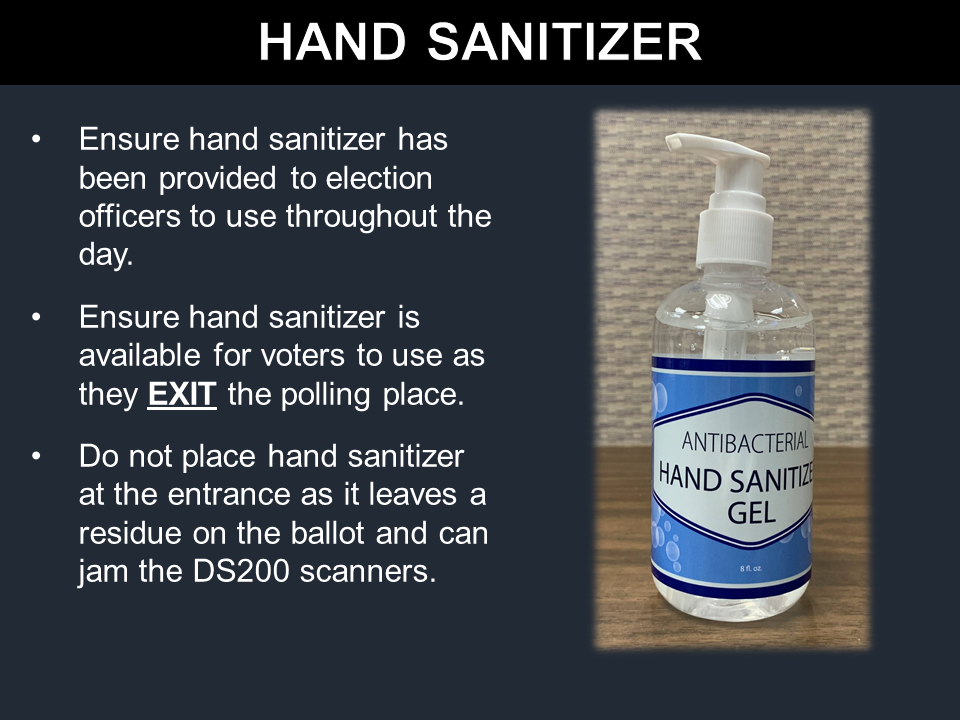 HAND SANITIZER
• Ensure hand sanitizer has
been provided to election
officers to use throughout the
day.
• Ensure hand sanitizer is
available for voters to use as
they EXIT the polling place.
• Do not place hand sanitizer
at the entrance as it leaves a
residue on the ballot and can
jam the DS200 scanners.
ANTIBACTERIAL
HAND SANITIZE
GEL
8 fl. oz.